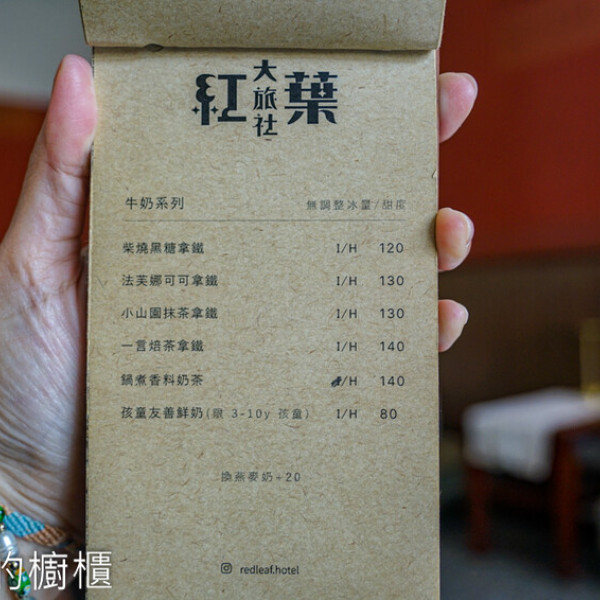 紅葉大旅社
牛奶系列 無調整冰量/甜度
柴燒黑糖拿鐵 I/H 120
法芙娜可可拿鐵 I/H 130
小山園抹茶拿鐵 I/H 130
一言焙茶拿鐵 I/H 140
鍋煮香料奶茶 /H 140
孩童友善鮮奶(限 3-10y 孩童) I/H 80
換燕麥奶+20
redleaf.hotel
的櫥櫃